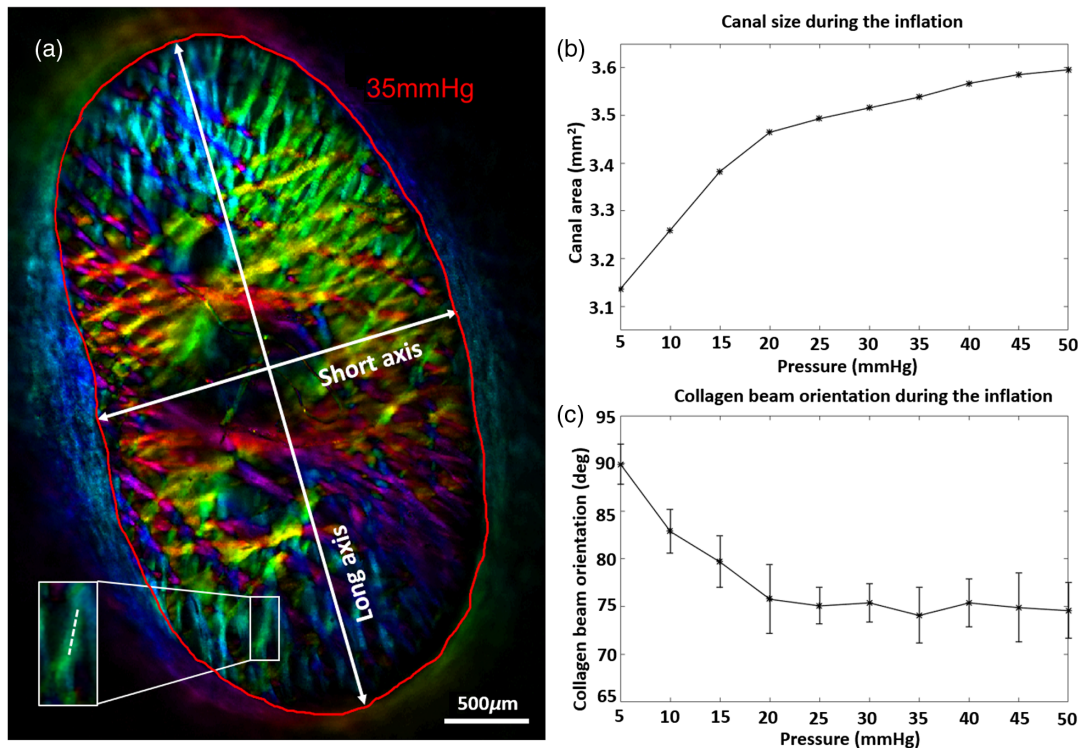 (a)
35mmHg
Short axis
Long axis
500μm
Canal size during the inflation
(b)
Canal area (mm²)
3.6
3.5
3.4
3.3
3.2
3.1
5 10 15 20 25 30 35 40 45 50
Pressure (mmHg)
Collagen beam orientation during the inflation
(c)
Collagen beam orientation (deg)
95
90
85
80
75
70
65
5 10 15 20 25 30 35 40 45 50
Pressure (mmHg)